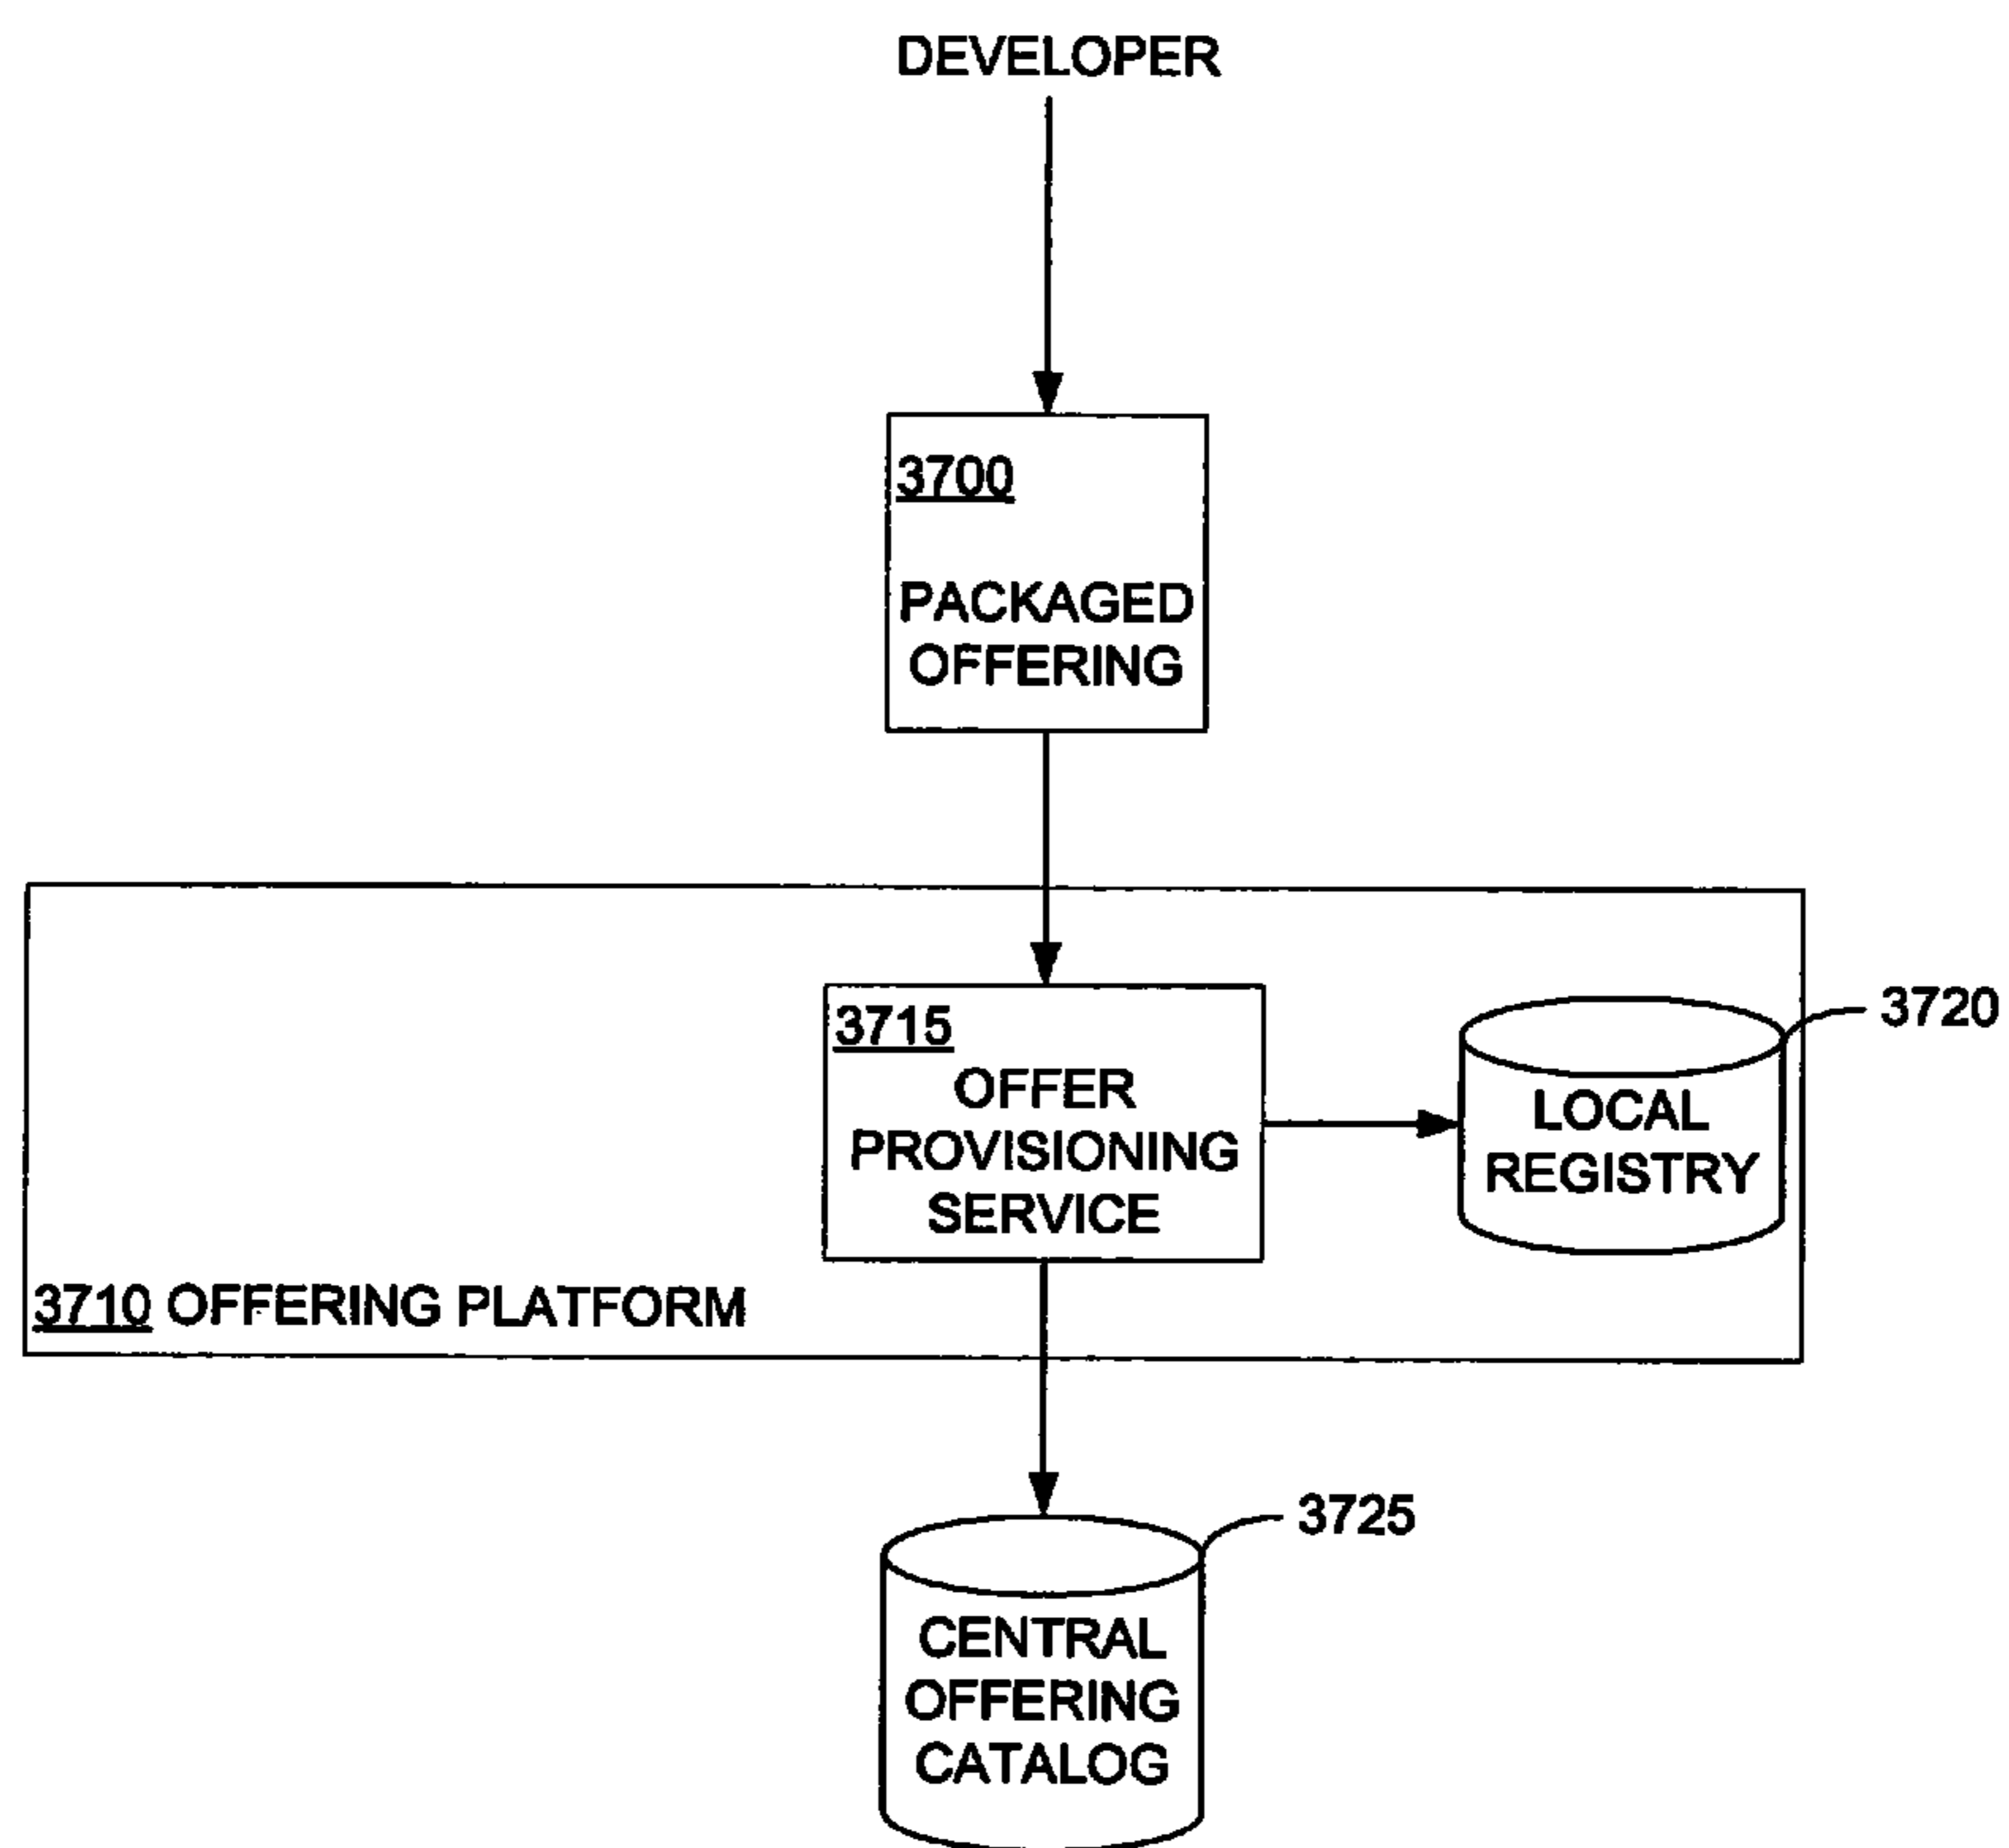 DEVELOPER
3700
PACKAGED
OFFERING
3715
OFFER
PROVISIONING
SERVICE
3720
LOCAL
REGISTRY
3710 OFFERING PLATFORM
3725
CENTRAL
OFFERING
CATALOG